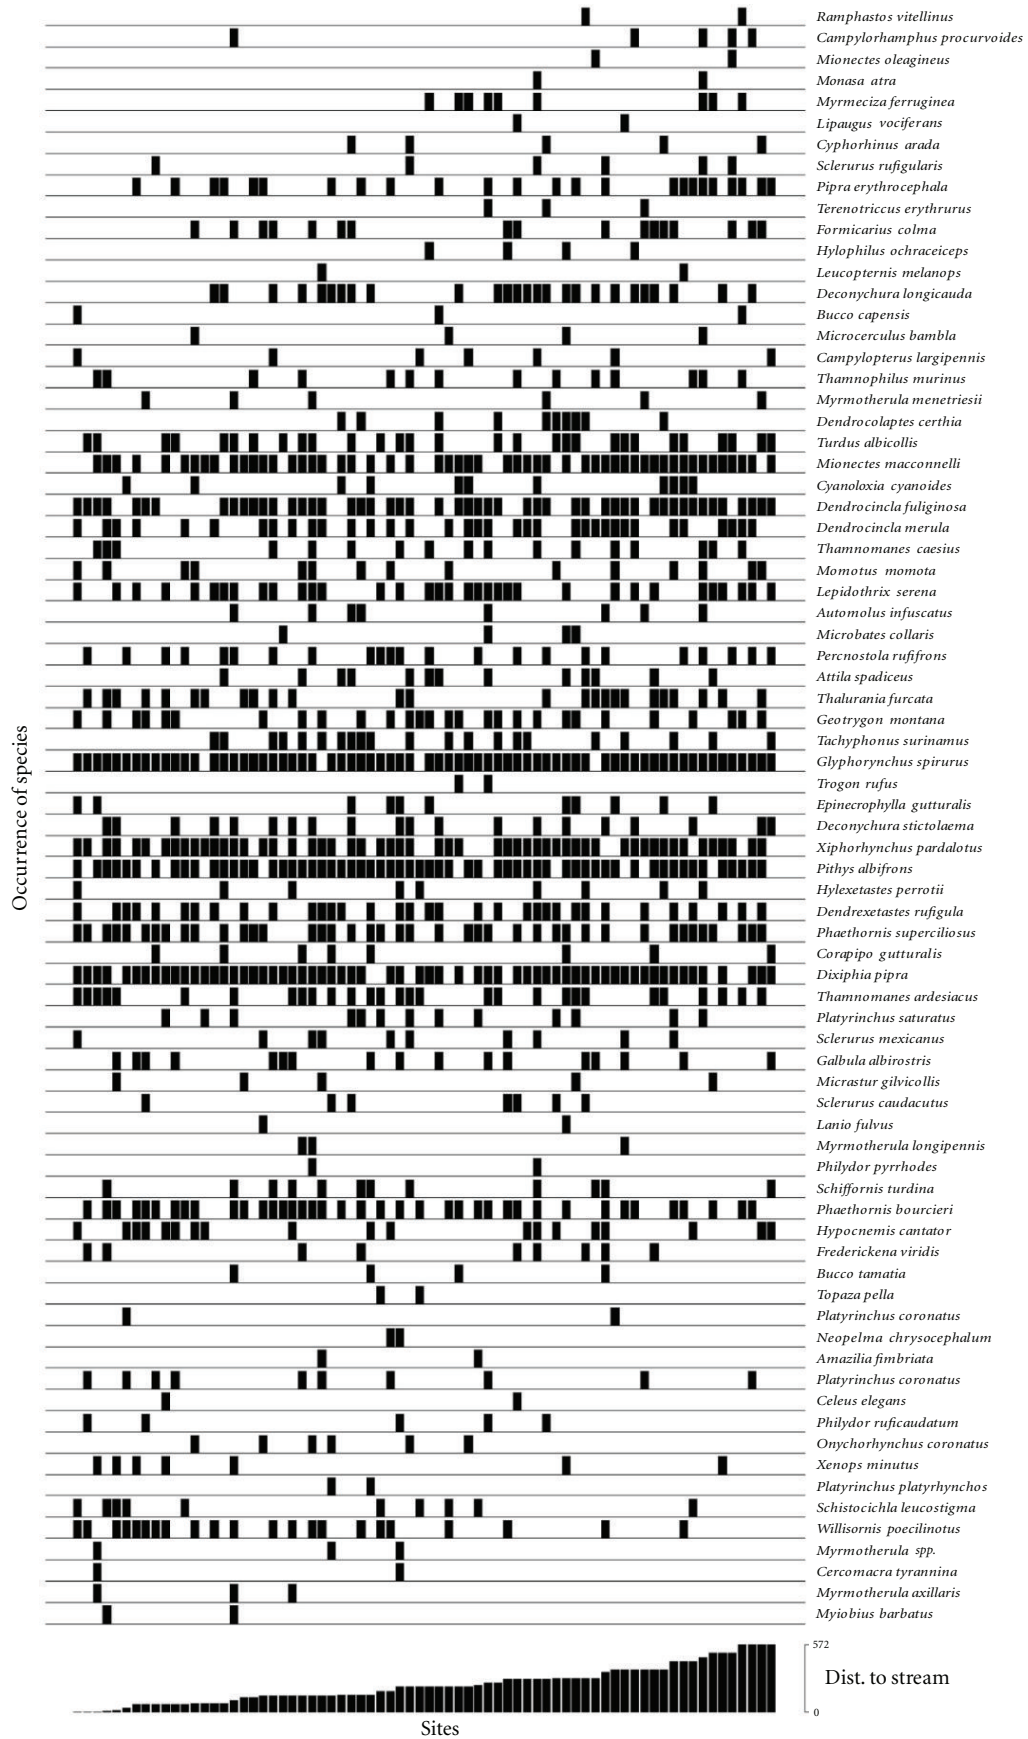 Ramphastos vitellinus
Campylorhamphus procurvoides
Mionectes oleagineus
Monasa atra
Myrmeciza ferruginea
Lipaugus vociferans
Cyphorhinus arada
Sclerurus rufigularis
Pipra erythrocephala
Terenotriccus erythrurus
Formicarius colma
Hylophilus ochraceiceps
Leucopternis melanops
Deconychura longicauda
Bucco capensis
Microcerculus bambla
Campylopterus largipennis
Thamnophilus murinus
Myrmotherula menetriesii
Dendrocolaptes certhia
Turdus albicollis
Mionectes macconnelli
Cyanoloxia cyanoides
Dendrocincla fuliginosa
Dendrocincla merula
Thamnomanes caesius
Momotus momota
Lepidothrix serena
Automolus infuscatus
Microbates collaris
Percnostola rufifrons
Attila spadiceus
Thalurania furcata
Geotrygon montana
Tachyphonus surinamus
Glyphorynchus spirurus
Trogon rufus
Epinecrophylla gutturalis
Deconychura stictolaema
Xiphorhynchus pardalotus
Pithys albifrons
Hylexetastes perrotii
Dendrexetastes rufigula
Phaethornis superciliosus
Corapipo gutturalis
Dixiphia pipra
Thamnomanes ardesiacus
Platyrinchus saturatus
Sclerurus mexicanus
Galbula albirostris
Micrastur gilvicollis
Sclerurus caudacutus
Lanio fulvus
Myrmotherula longipennis
Philydor pyrrhodes
Schiffornis turdina
Phaethornis bourcieri
Hypocnemis cantator
Frederickena viridis
Bucco tamatia
Topaza pella
Platyrinchus coronatus
Neopelma chrysocephalum
Amazilia fimbriata
Platyrinchus coronatus
Celeus elegans
Philydor ruficaudatum
Onychorhynchus coronatus
Xenops minutus
Platyrinchus platyrhynchos
Schistocichla leucostigma
Willisornis poecilinotus
Myrmotherula spp.
Cercomacra tyrannina
Myrmotherula axillaris
Myiobius barbatus
Occurrence of species
572
Dist. to stream
0
Sites